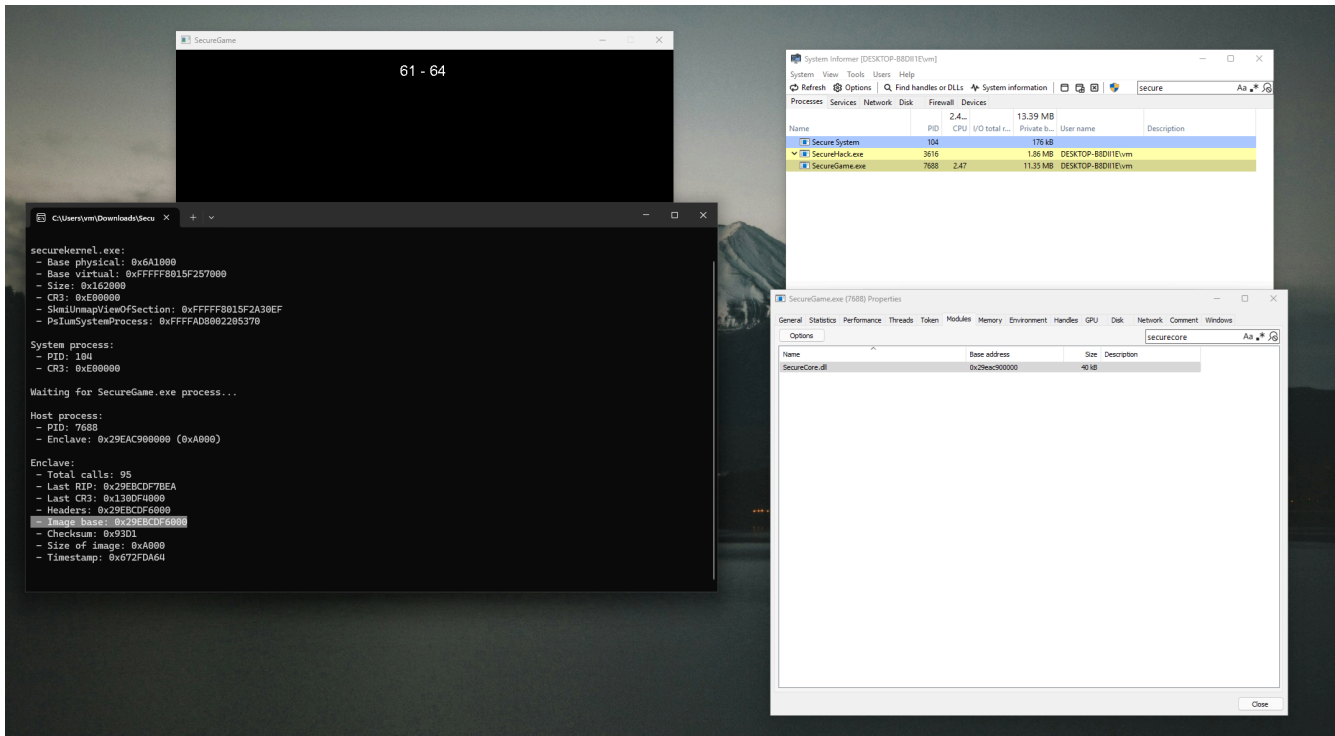 SecureGame
61 - 64
C:\Users\vm\Downloads\Secu
securekernel.exe:
- Base physical: 0x6A1000
- Base virtual: 0xFFFFF8015F257000
- Size: 0x162000
- CR3: 0xE00000
- SkmiUnmapViewOfSection: 0xFFFFF8015F2A30EF
- PsIumSystemProcess: 0xFFFFAD8002205370
System process:
- PID: 104
- CR3: 0xE00000
Waiting for SecureGame.exe process...
Host process:
- PID: 7688
- Enclave: 0x29EAC900000 (0xA000)
Enclave:
- Total calls: 95
- Last RIP: 0x29EBCDF7BEA
- Last CR3: 0x130DF4000
- Headers: 0x29EBCDF6000
- Image base: 0x29EBCDF6000
- Checksum: 0x93D1
- Size of image: 0xA000
- Timestamp: 0x672FDA64
System Informer [DESKTOP-B8DII1E\vm]
System View Tools Users Help
Refresh Options Find handles or DLLs System information secure Aa .*
Processes Services Network Disk Firewall Devices
2.4... 13.39 MB
Name PID CPU I/O total r... Private b... User name Description
Secure System 104 176 kB
SecureHack.exe 3616 1.86 MB DESKTOP-B8DII1E\vm
SecureGame.exe 7688 2.47 11.35 MB DESKTOP-B8DII1E\vm
SecureGame.exe (7688) Properties
General Statistics Performance Threads Token Modules Memory Environment Handles GPU Disk Network Comment Windows
Options securecore Aa .*
Name Base address Size Description
SecureCore.dll 0x29eac900000 40 kB
Close